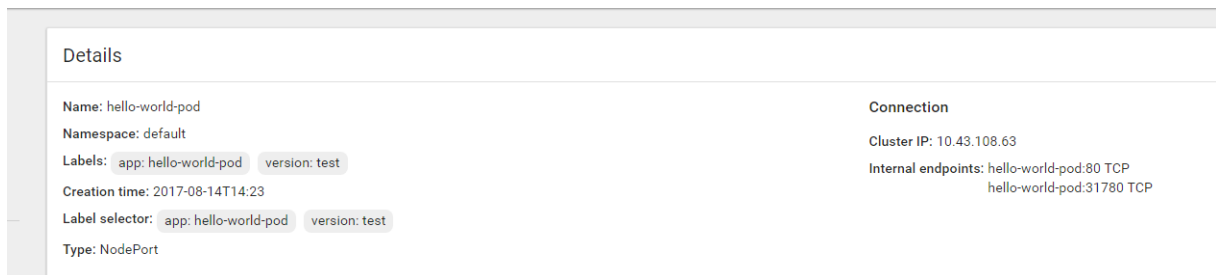 Details
Name: hello-world-pod
Namespace: default
Labels: app: hello-world-pod version: test
Creation time: 2017-08-14T14:23
Label selector: app: hello-world-pod version: test
Type: NodePort
Connection
Cluster IP: 10.43.108.63
Internal endpoints: hello-world-pod:80 TCP
hello-world-pod:31780 TCP